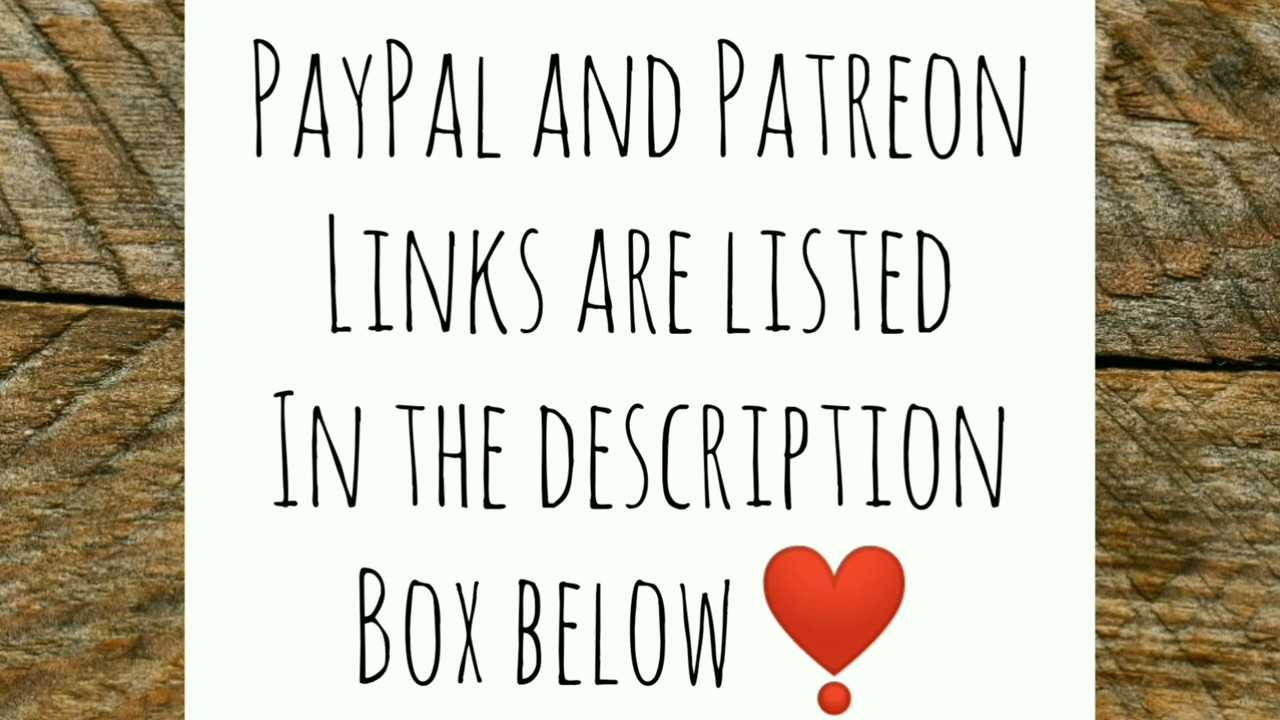 PayPal and Patreon
Links are listed
In the description
Box below ❣